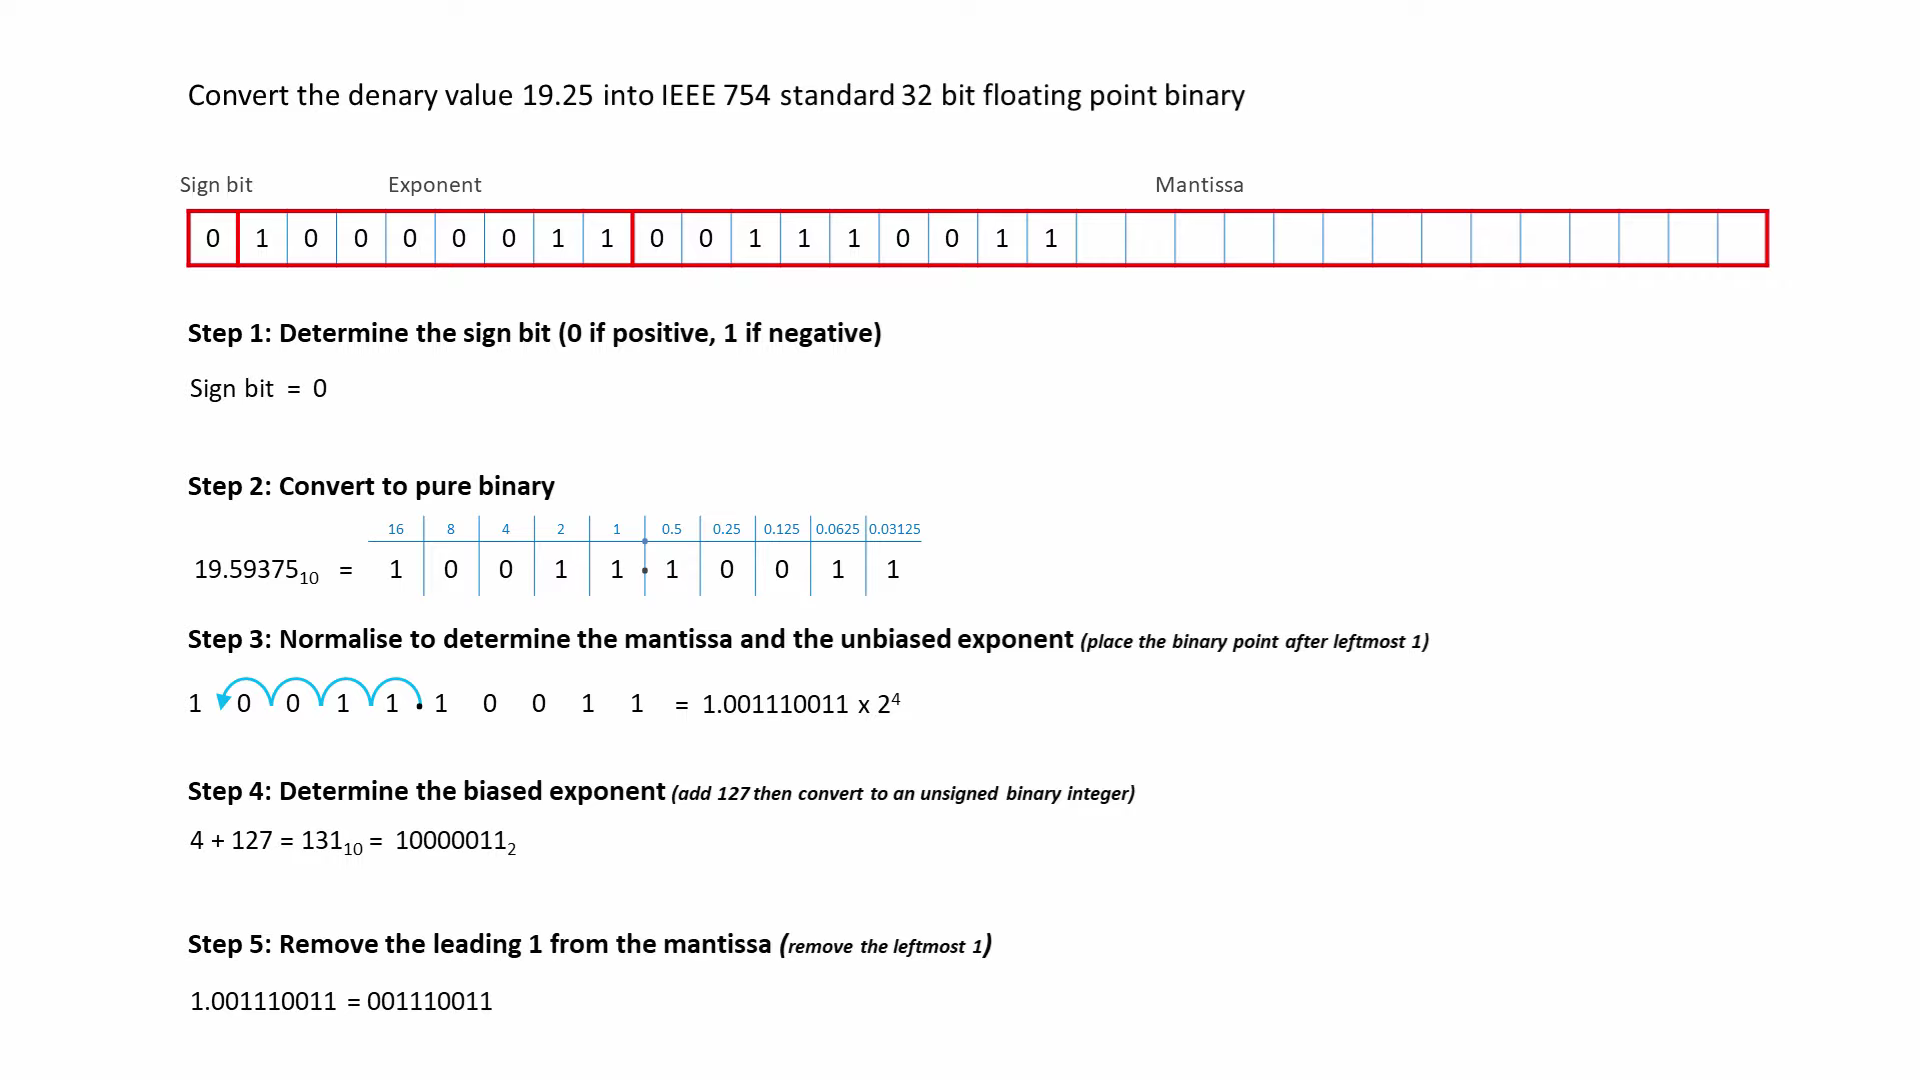 Convert the denary value 19.25 into IEEE 754 standard 32 bit floating point binary
Sign bit Exponent Mantissa
0 1 0 0 0 0 0 1 1 0 0 1 1 1 0 0 1 1
Step 1: Determine the sign bit (0 if positive, 1 if negative)
Sign bit = 0
Step 2: Convert to pure binary
16 8 4 2 1 0.5 0.25 0.125 0.0625 0.03125
19.59375₁₀ = 1 0 0 1 1 . 1 0 0 1 1
Step 3: Normalise to determine the mantissa and the unbiased exponent (place the binary point after leftmost 1)
1 0 0 1 1 . 1 0 0 1 1 = 1.001110011 x 2⁴
Step 4: Determine the biased exponent (add 127 then convert to an unsigned binary integer)
4 + 127 = 131₁₀ = 10000011₂
Step 5: Remove the leading 1 from the mantissa (remove the leftmost 1)
1.001110011 = 001110011